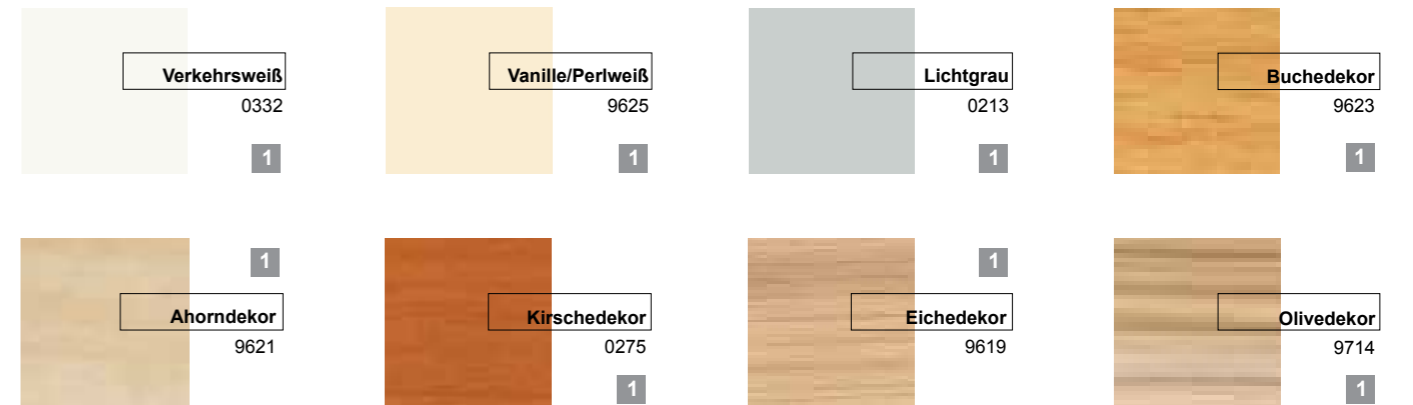 Verkehrsweiß
0332
1
Vanille/Perlweiß
9625
1
Lichtgrau
0213
1
Buchedekor
9623
1
1
Ahorndekor
9621
Kirschedekor
0275
1
1
Eichedekor
9619
Olivedekor
9714
1